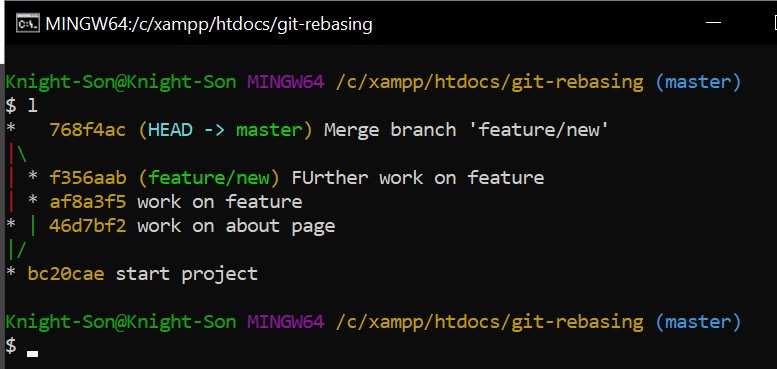 MINGW64:/c/xampp/htdocs/git-rebasing
Knight-Son@Knight-Son MINGW64 /c/xampp/htdocs/git-rebasing (master)
$ l
*   768f4ac (HEAD -> master) Merge branch 'feature/new'
|\
| * f356aab (feature/new) FUrther work on feature
| * af8a3f5 work on feature
* | 46d7bf2 work on about page
|/
* bc20cae start project
Knight-Son@Knight-Son MINGW64 /c/xampp/htdocs/git-rebasing (master)
$